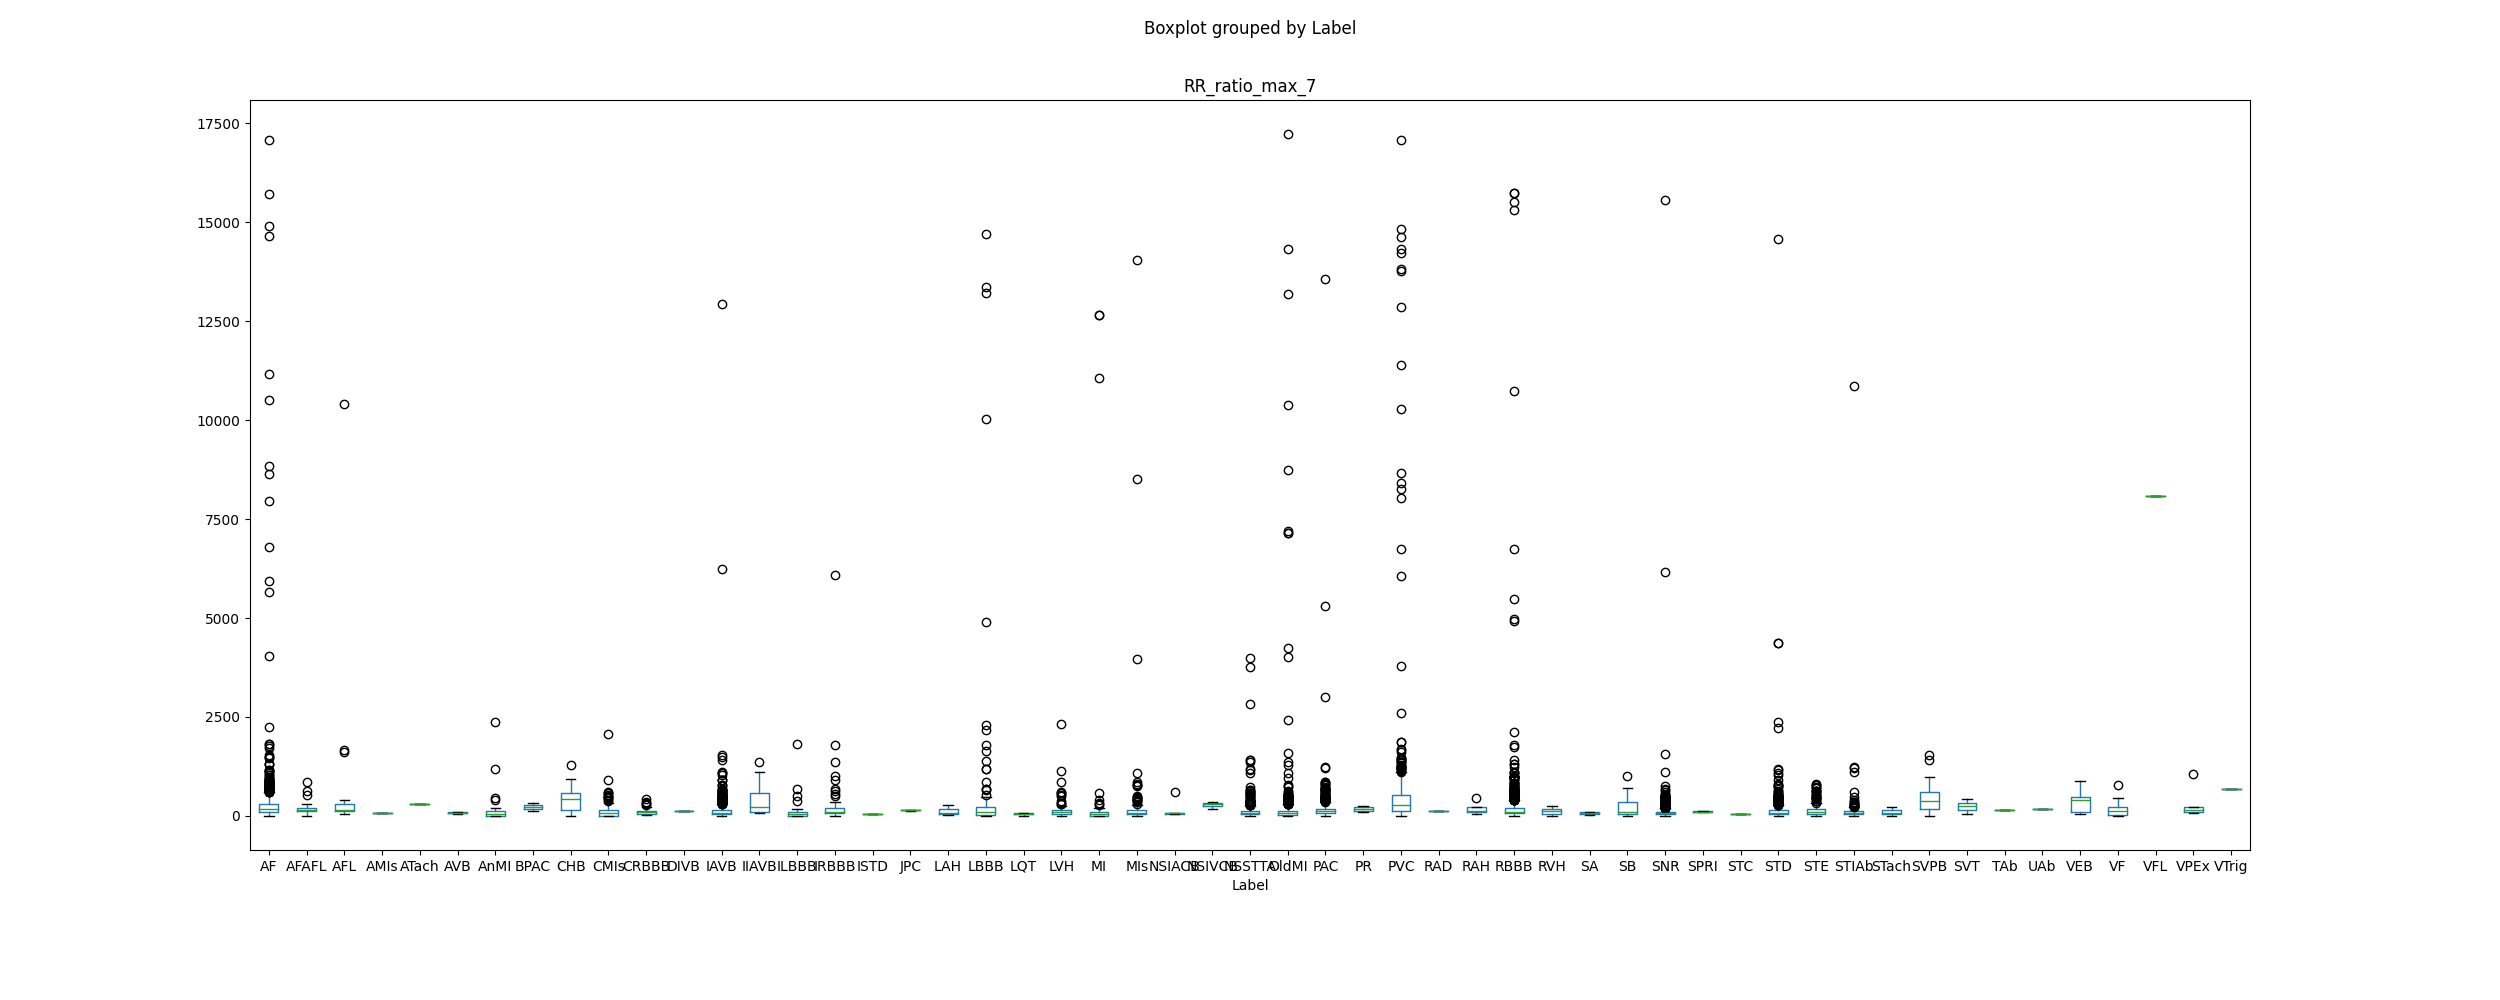 Boxplot grouped by Label
RR_ratio_max_7
17500
15000
12500
10000
7500
5000
2500
0
AF AFAFL AFL AMIs ATach AVB AnMI BPAC CHB CMIs CRBBB DIVB IAVB IIAVB ILBBB IRBBB ISTD JPC LAH LBBB LQT LVH MI MIs NSIACB NSIVCB NSSTTA OldMI PAC PR PVC RAD RAH RBBB RVH SA SB SNR SPRI STC STD STE STIAb STach SVPB SVT TAb UAb VEB VF VFL VPEx VTrig
Label